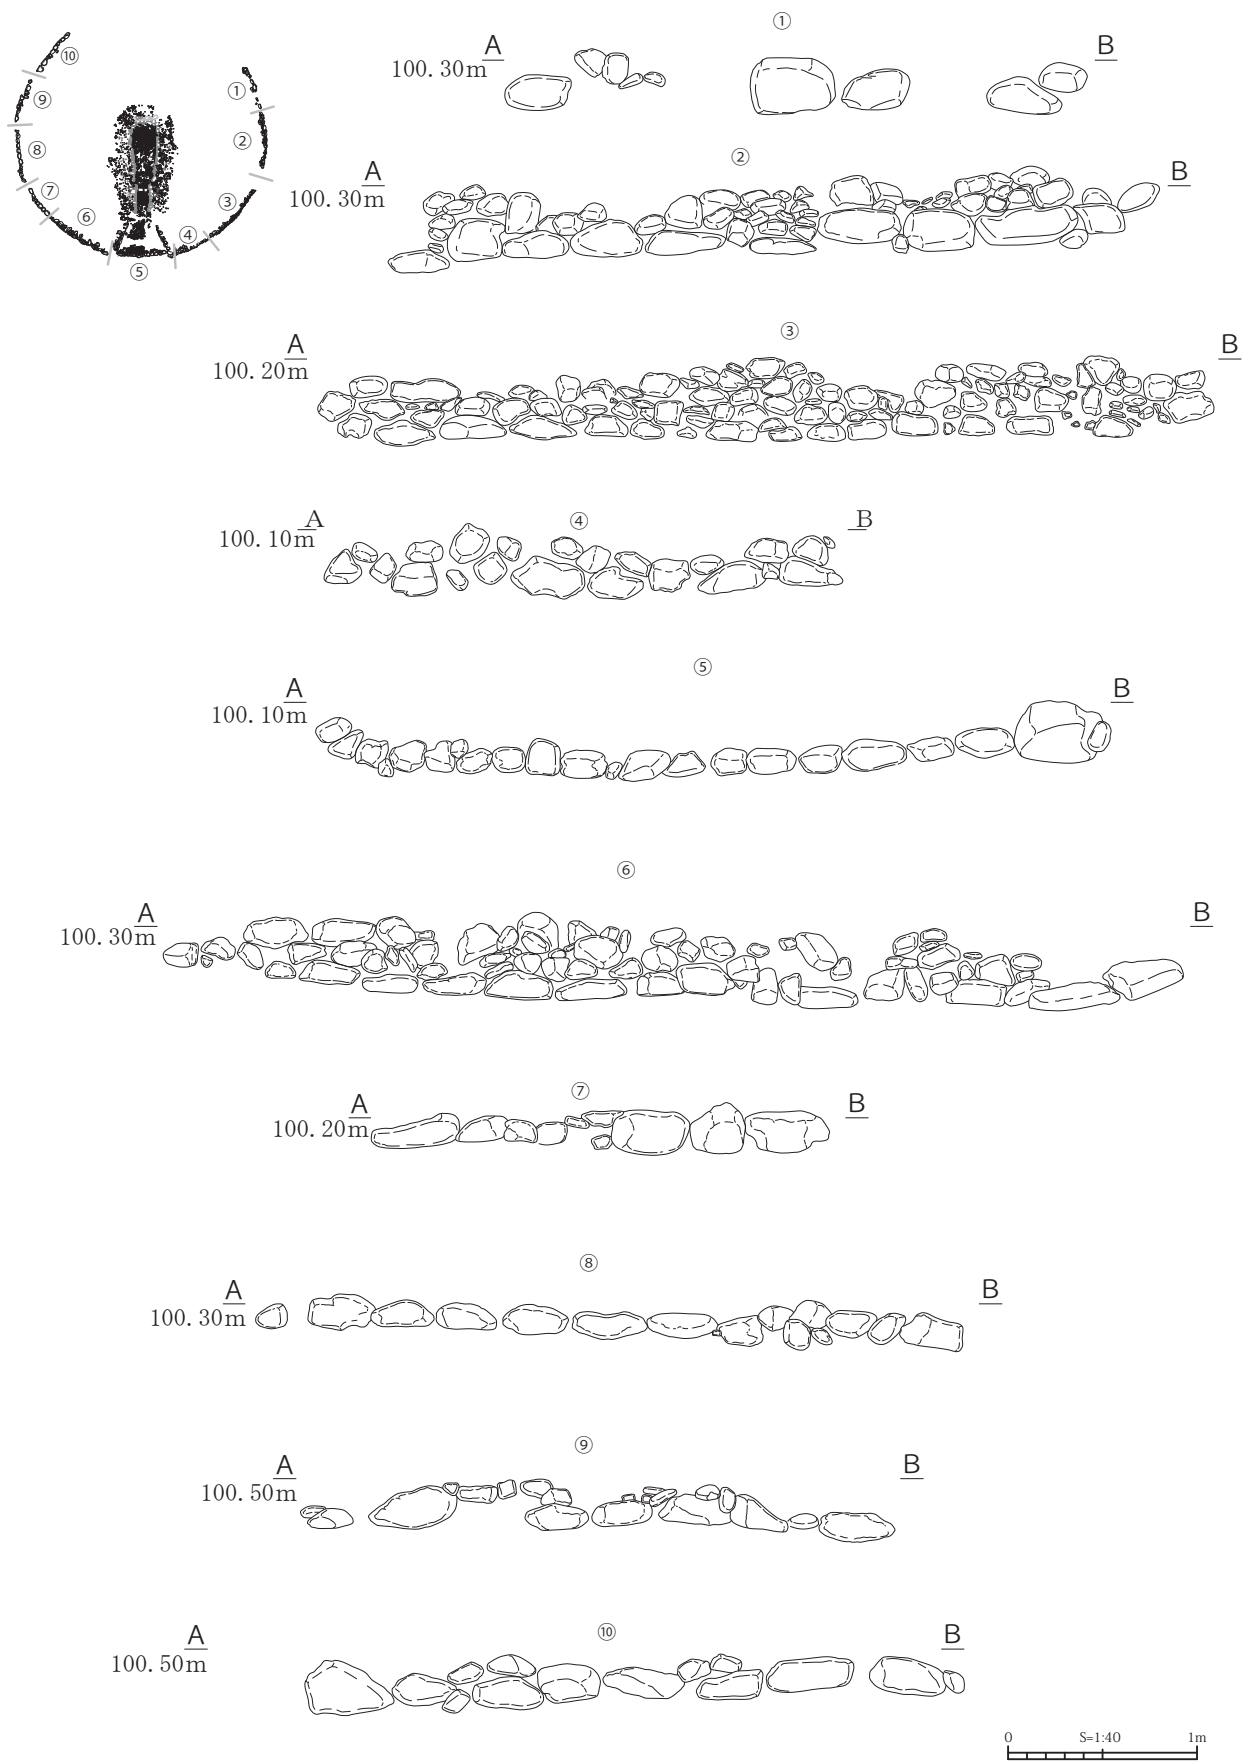 ⑩
⑨
①
②
⑧
⑦
③
⑥
④
⑤
①
A B
100.30m
②
A B
100.30m
③
A B
100.20m
④
A B
100.10m
⑤
A B
100.10m
⑥
A B
100.30m
⑦
A B
100.20m
⑧
A B
100.30m
⑨
A B
100.50m
⑩
A B
100.50m
0 S=1:40 1m